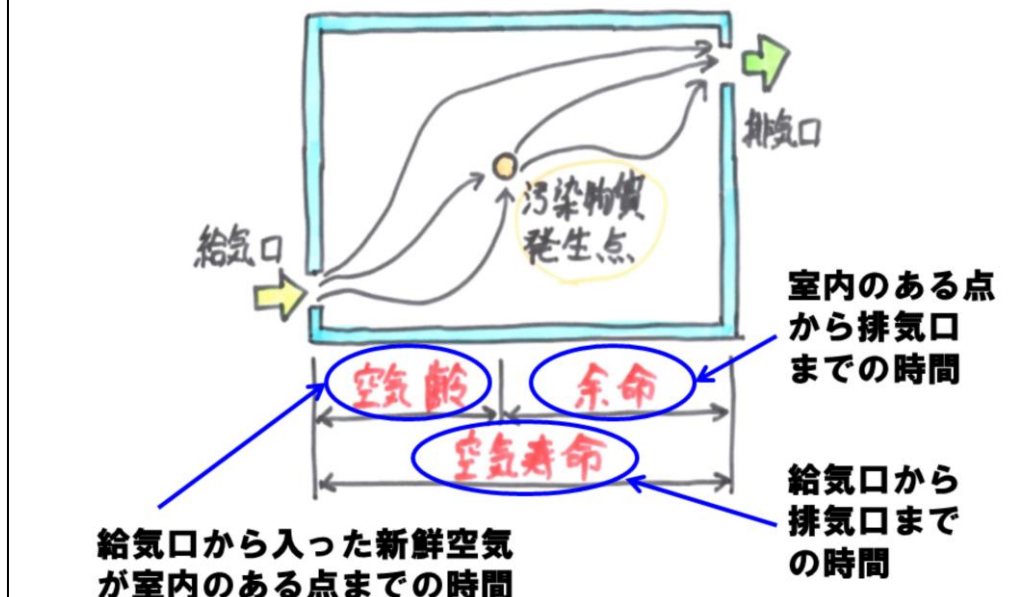 排気口
汚染物質
発生点
給気口
室内のある点
から排気口
までの時間
空気齢
余命
空気寿命
給気口から
排気口まで
の時間
給気口から入った新鮮空気
が室内のある点までの時間